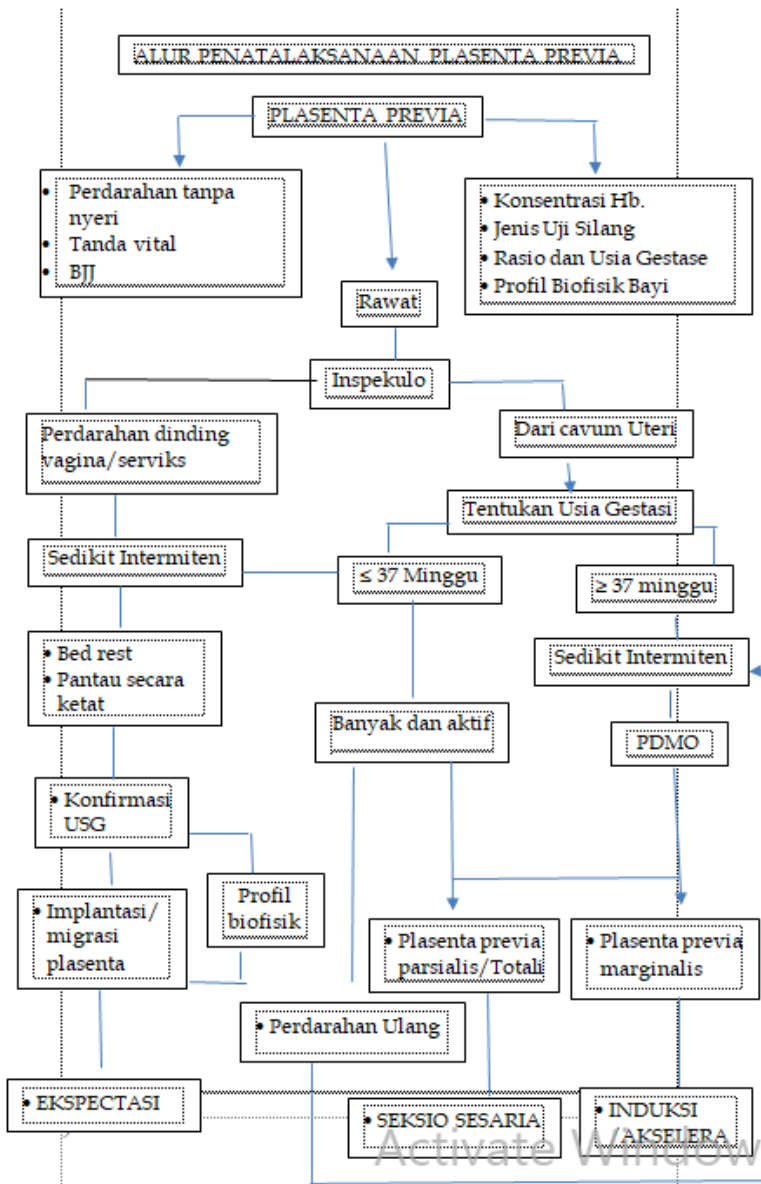 ALUR PENATALAKSANAAN PLASENTA PREVIA
PLASENTA PREVIA
• Perdarahan tanpa
nyeri
• Tanda vital
• BJJ
• Konsentrasi Hb.
• Jenis Uji Silang
• Rasio dan Usia Gestase
• Profil Biofisik Bayi
Rawat
Inspekulo
Perdarahan dinding
vagina/serviks
Dari cavum Uteri
Tentukan Usia Gestasi
Sedikit Intermiten
≤ 37 Minggu
≥ 37 minggu
• Bed rest
• Pantau secara
ketat
Sedikit Intermiten
Banyak dan aktif
PDMO
• Konfirmasi
USG
• Implantasi/
migrasi
plasenta
Profil
biofisik
• Plasenta previa
parsialis/Totali
• Plasenta previa
marginalis
• Perdarahan Ulang
• EKSPECTASI
• SEKSIO SESARIA
• INDUKSI
/AKSELERA
Activate Window